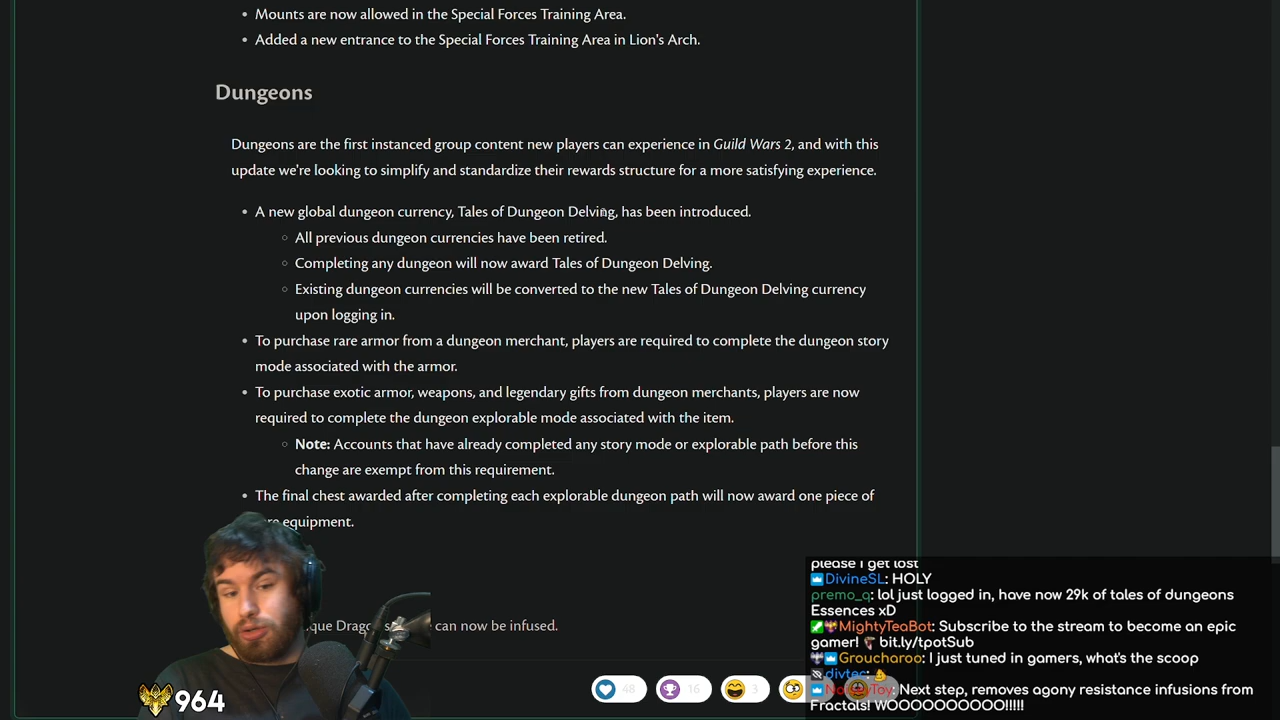 Mounts are now allowed in the Special Forces Training Area.
Added a new entrance to the Special Forces Training Area in Lion's Arch.
Dungeons
Dungeons are the first instanced group content new players can experience in Guild Wars 2, and with this
update we're looking to simplify and standardize their rewards structure for a more satisfying experience.
A new global dungeon currency, Tales of Dungeon Delving, has been introduced.
All previous dungeon currencies have been retired.
Completing any dungeon will now award Tales of Dungeon Delving.
Existing dungeon currencies will be converted to the new Tales of Dungeon Delving currency
upon logging in.
To purchase rare armor from a dungeon merchant, players are required to complete the dungeon story
mode associated with the armor.
To purchase exotic armor, weapons, and legendary gifts from dungeon merchants, players are now
required to complete the dungeon explorable mode associated with the item.
Note: Accounts that have already completed any story mode or explorable path before this
change are exempt from this requirement.
The final chest awarded after completing each explorable dungeon path will now award one piece of
equipment.
can now be infused.
48
16
3
964
please I get lost
DivineSL: HOLY
premo_q: lol just logged in, have now 29k of tales of dungeons
Essences xD
MightyTeaBot: Subscribe to the stream to become an epic
gamer! bit.ly/tpotSub
Groucharoo: I just tuned in gamers, what's the scoop
divtec:
Next step, removes agony resistance infusions from
Fractals! WOOOOOOOOOO!!!!!